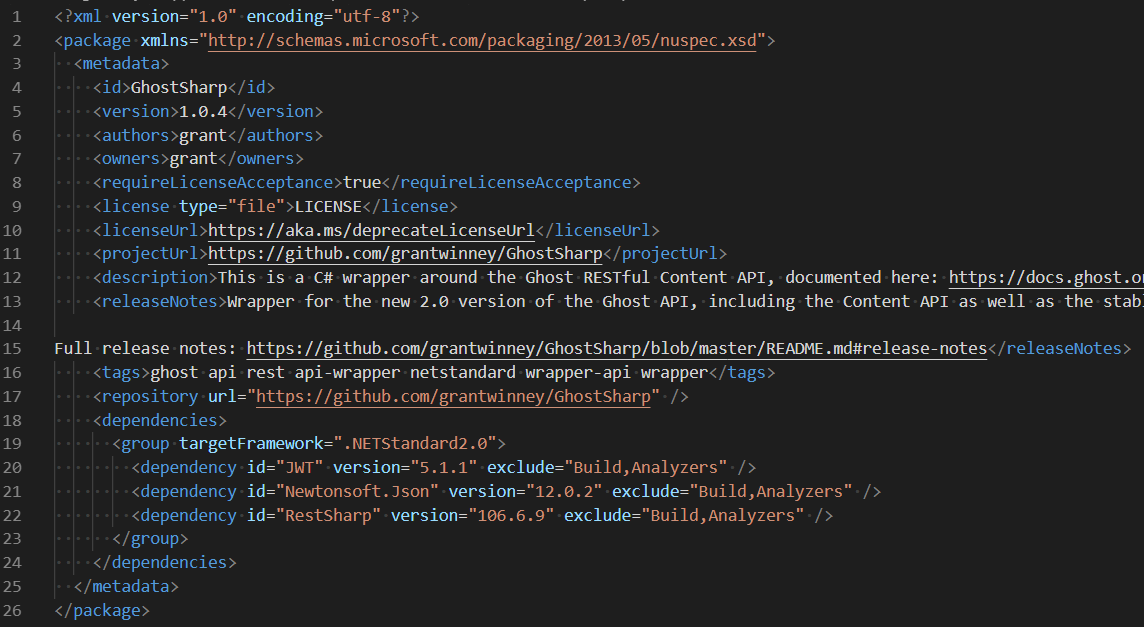 1 <?xml version="1.0" encoding="utf-8"?>
2 <package xmlns="http://schemas.microsoft.com/packaging/2013/05/nuspec.xsd">
3   <metadata>
4     <id>GhostSharp</id>
5     <version>1.0.4</version>
6     <authors>grant</authors>
7     <owners>grant</owners>
8     <requireLicenseAcceptance>true</requireLicenseAcceptance>
9     <license type="file">LICENSE</license>
10     <licenseUrl>https://aka.ms/deprecateLicenseUrl</licenseUrl>
11     <projectUrl>https://github.com/grantwinney/GhostSharp</projectUrl>
12     <description>This is a C# wrapper around the Ghost RESTful Content API, documented here: https://docs.ghost.o
13     <releaseNotes>Wrapper for the new 2.0 version of the Ghost API, including the Content API as well as the
14
15 Full release notes: https://github.com/grantwinney/GhostSharp/blob/master/README.md#release-notes</releaseNotes>
16     <tags>ghost api rest api-wrapper netstandard wrapper-api wrapper</tags>
17     <repository url="https://github.com/grantwinney/GhostSharp" />
18     <dependencies>
19       <group targetFramework=".NETStandard2.0">
20         <dependency id="JWT" version="5.1.1" exclude="Build,Analyzers" />
21         <dependency id="Newtonsoft.Json" version="12.0.2" exclude="Build,Analyzers" />
22         <dependency id="RestSharp" version="106.6.9" exclude="Build,Analyzers" />
23       </group>
24     </dependencies>
25   </metadata>
26 </package>